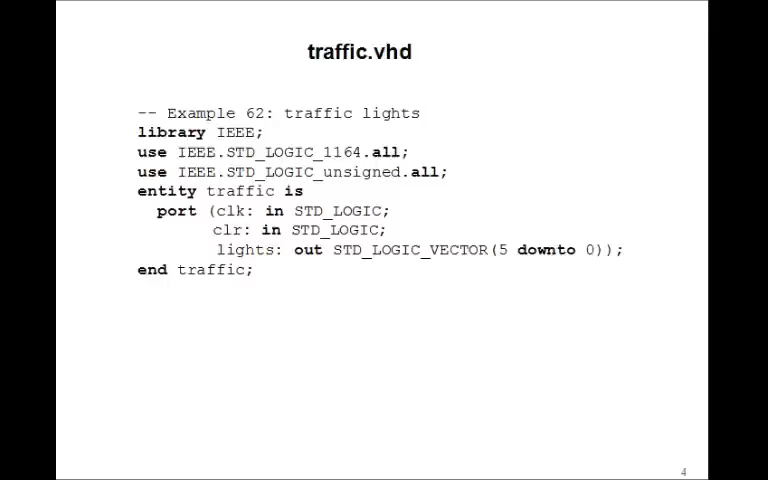 traffic.vhd
-- Example 62: traffic lights
library IEEE;
use IEEE.STD_LOGIC_1164.all;
use IEEE.STD_LOGIC_unsigned.all;
entity traffic is
port (clk: in STD_LOGIC;
clr: in STD_LOGIC;
lights: out STD_LOGIC_VECTOR(5 downto 0));
end traffic;
4